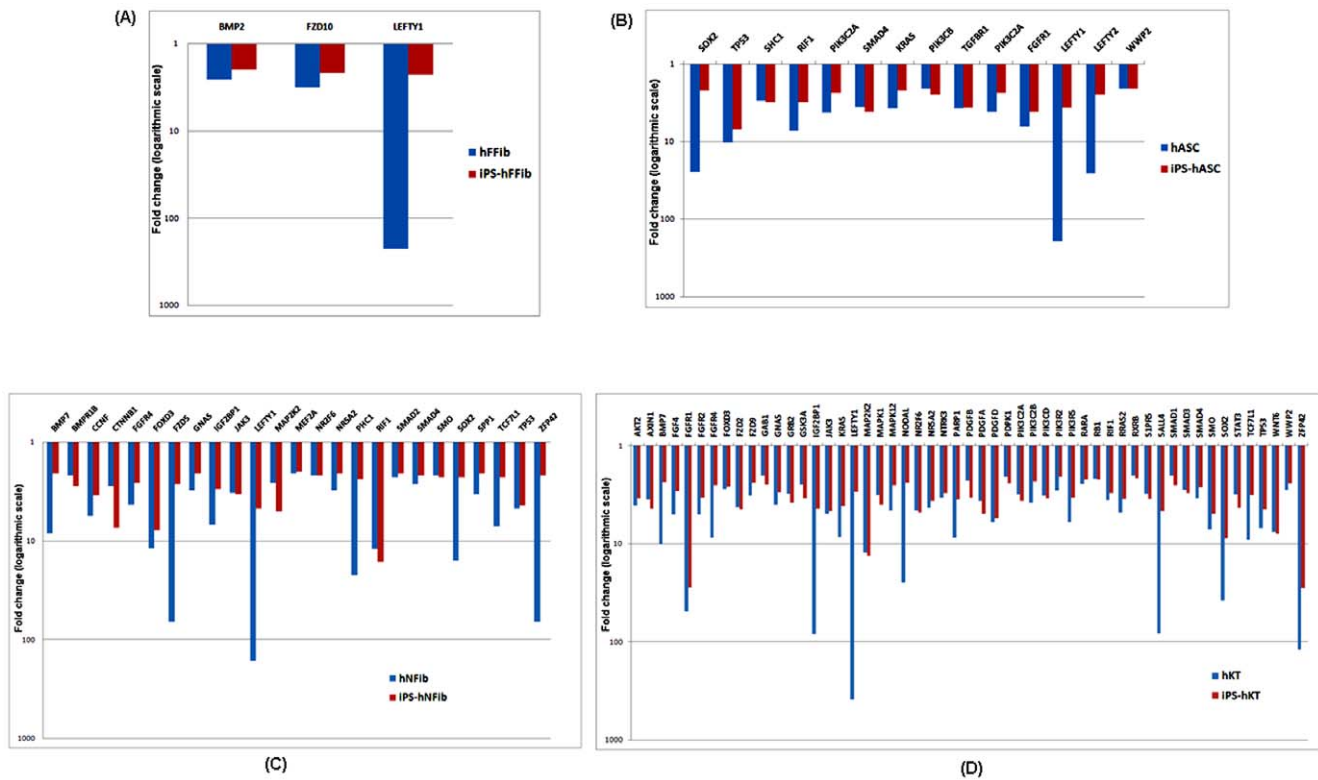 (A)
BMP2 FZD10 LEFTY1
Fold change (logarithmic scale)
1
10
100
1000
hFFib
iPS-hFFib
(B)
SOX2 TP53 SHC1 RIF1 PIK3C2A SMAD4 KRAS PIK3CB TGFBR1 PIK3C2A FGFR1 LEFTY1 LEFTY2 WWP2
Fold change (logarithmic scale)
1
10
100
1000
hASC
iPS-hASC
BMP7 BMPR1B CCNF CTNNB1 FGFR4 FOXD3 FZD5 GNAS IGF2BP1 JAK3 LEFTY1 MAP2K2 MEF2A NR2F6 NR5A2 PHC1 RIF1 SMAD2 SMAD4 SMO SOX2 SPP1 TCF7L1 TP53 ZFP42
Fold change (logarithmic scale)
1
10
100
1000
hNFib
iPS-hNFib
(C)
AKT2 AXIN1 BMP7 FGF4 FGFR1 FGFR2 FGFR4 FOXD3 FZD2 FZD9 GAB1 GNAS GRB2 GSK3A IGF2BP1 JAK3 KRAS LEFTY1 MAP2K2 MAPK1 MAPK12 NODAL NR2F6 NR5A2 NTRK3 PARP1 PDGFB PDGFA PDGFD PDPK1 PIK3C2A PIK3C2B PIK3CD PIK3R2 PIK3R5 RARA RB1 RIF1 RRAS2 RXRB S1PR5 SALL4 SMAD1 SMAD3 SMAD4 SMO SOX2 STAT3 TCF7L1 TP53 WNT6 WWP2 ZFP42
Fold change (logarithmic scale)
1
10
100
1000
hKT
iPS-hKT
(D)